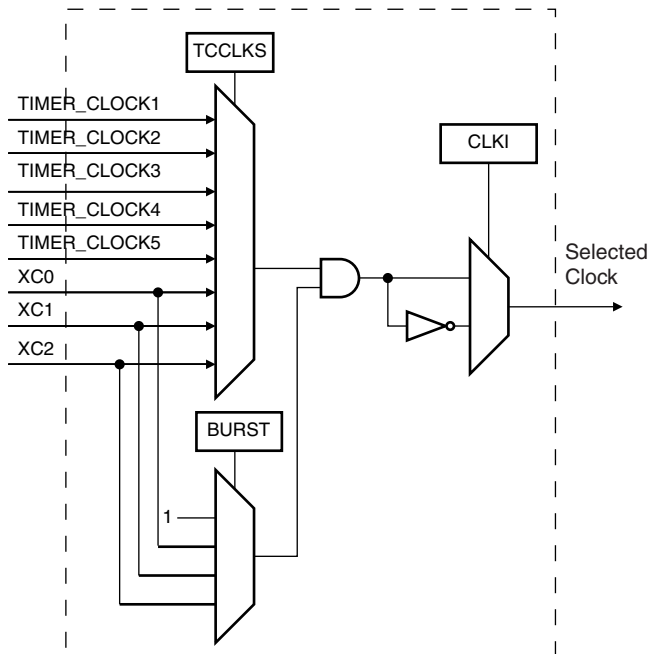 TCCLKS
TIMER_CLOCK1
TIMER_CLOCK2
TIMER_CLOCK3
TIMER_CLOCK4
TIMER_CLOCK5
XC0
XC1
XC2
CLKI
Selected
Clock
BURST
1